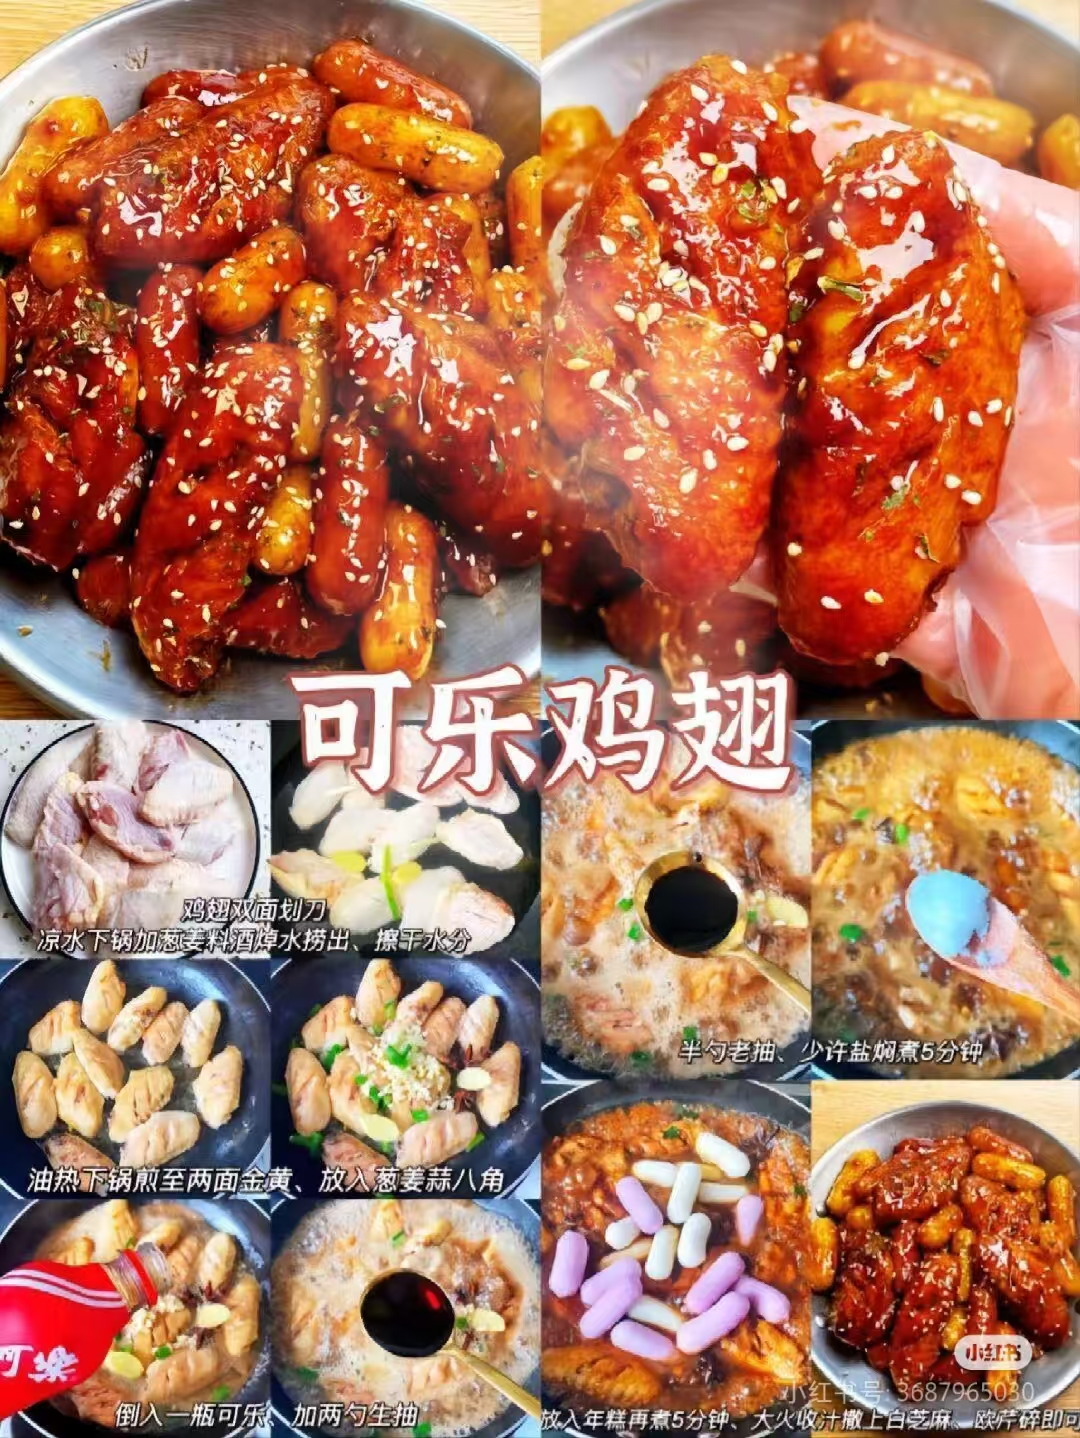 可乐鸡翅
鸡翅双面划刀
凉水下锅加葱姜料酒焯水捞出、擦干水分
油热下锅煎至两面金黄、放入葱姜蒜八角
可乐
倒入一瓶可乐、加两勺生抽
半勺老抽、少许盐焖煮5分钟
小红书
小红书号: 3687965030
放入年糕再煮5分钟、大火收汁撒上白芝麻、欧芹碎即可